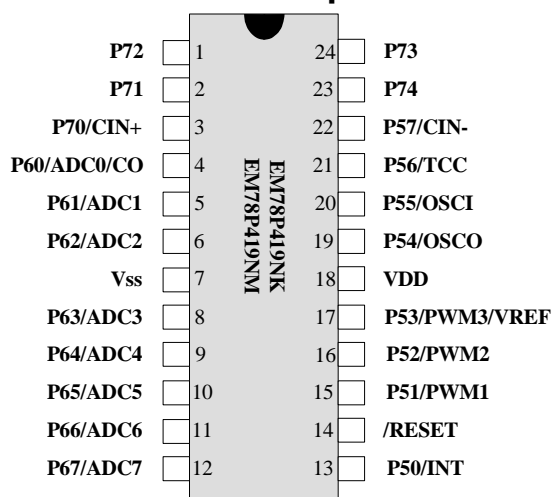 P72 1 24 P73
P71 2 23 P74
P70/CIN+ 3 22 P57/CIN-
P60/ADC0/CO 4 21 P56/TCC
P61/ADC1 5 20 P55/OSCI
P62/ADC2 6 19 P54/OSCO
Vss 7 18 VDD
P63/ADC3 8 17 P53/PWM3/VREF
P64/ADC4 9 16 P52/PWM2
P65/ADC5 10 15 P51/PWM1
P66/ADC6 11 14 /RESET
P67/ADC7 12 13 P50/INT
EM78P419NK
EM78P419NM